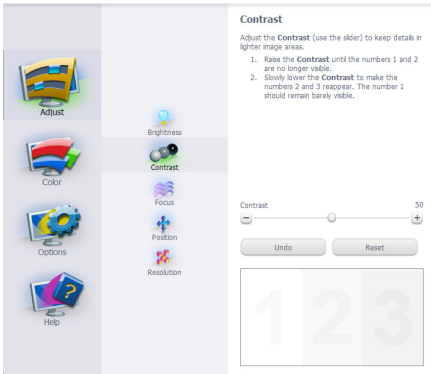 Adjust
Color
Options
Help
Brightness
Contrast
Focus
Position
Resolution
Contrast
Adjust the Contrast (use the slider) to keep details in
lighter image areas.
1. Raise the Contrast until the numbers 1 and 2
are no longer visible.
2. Slowly lower the Contrast to make the
numbers 2 and 3 reappear. The number 1
should remain barely visible.
Contrast 50
Undo Reset
1 2 3